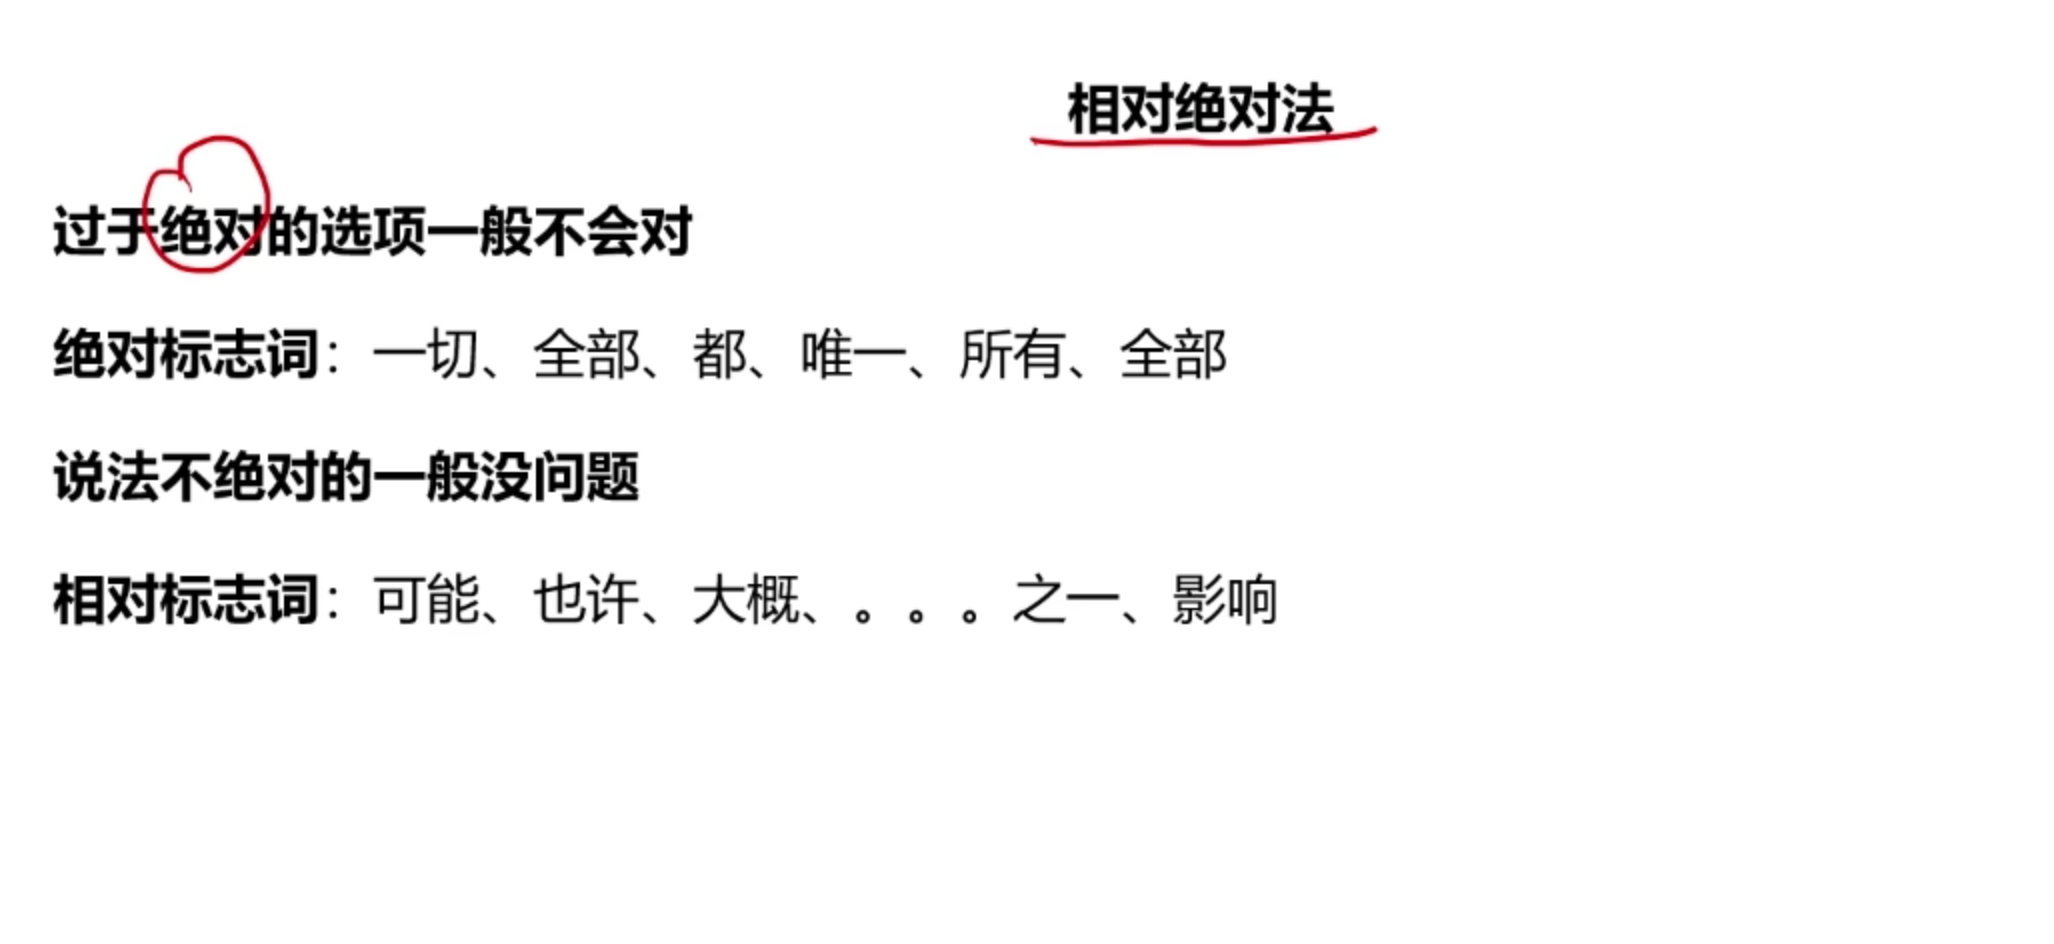 相对绝对法
过于绝对的选项一般不会对
绝对标志词：一切、全部、都、唯一、所有、全部
说法不绝对的一般没问题
相对标志词：可能、也许、大概、。。。之一、影响